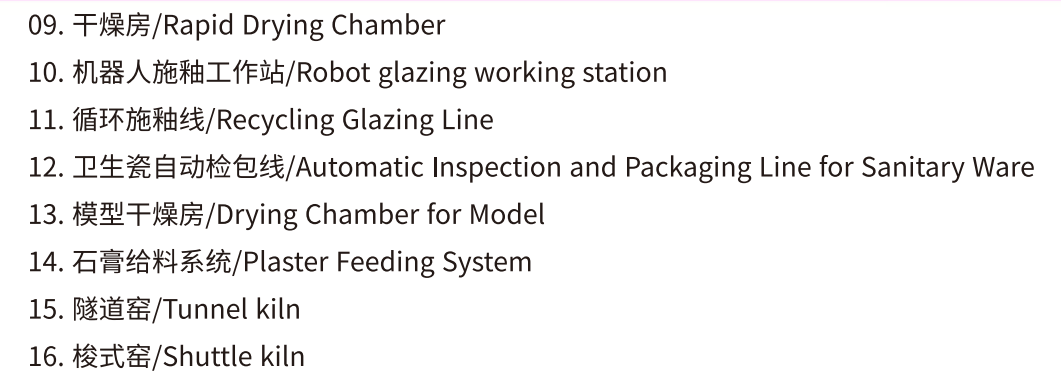 09. 干燥房/Rapid Drying Chamber
10. 机器人施釉工作站/Robot glazing working station
11. 循环施釉线/Recycling Glazing Line
12. 卫生瓷自动检包线/Automatic Inspection and Packaging Line for Sanitary Ware
13. 模型干燥房/Drying Chamber for Model
14. 石膏给料系统/Plaster Feeding System
15. 隧道窑/Tunnel kiln
16. 梭式窑/Shuttle kiln